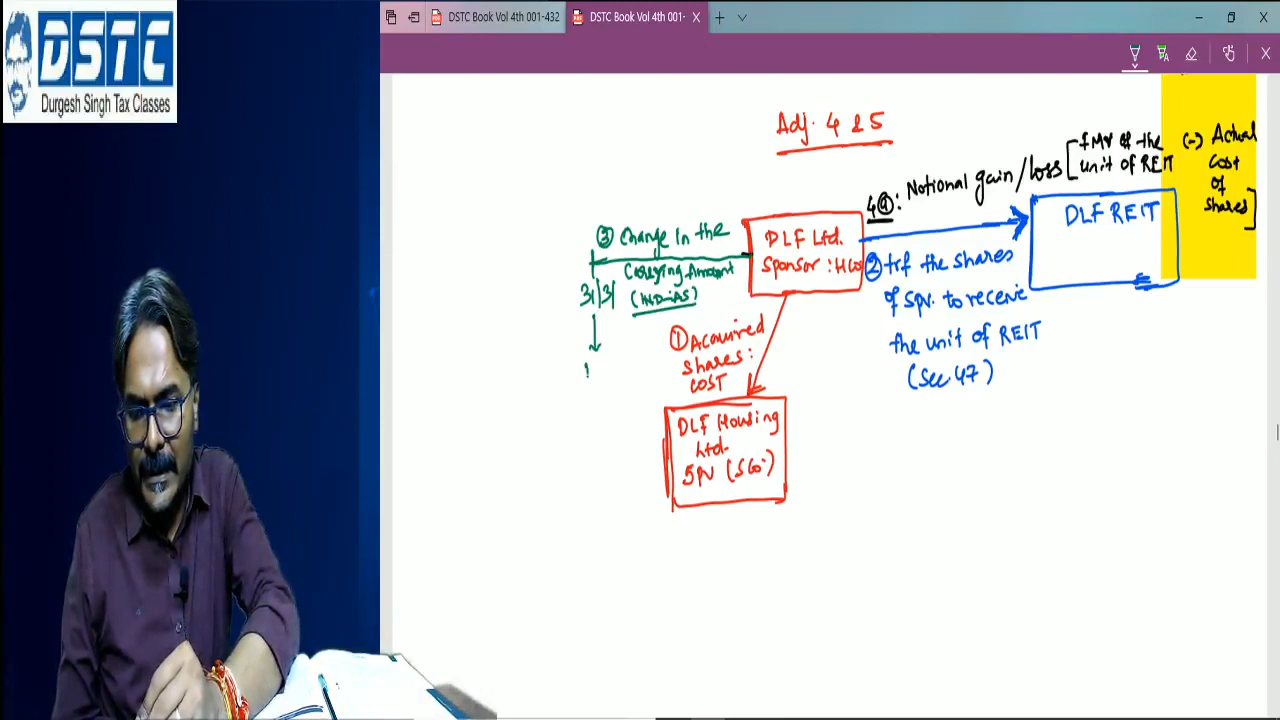 DSTC
Durgesh Singh Tax Classes
DSTC Book Vol 4th 001-432
DSTC Book Vol 4th 001-
Adj. 4 & 5
4(a): Notional gain/loss [FMV of the unit of REIT (-) Actual Cost of Shares]
DLF REIT
③ Change in the
Carrying Amount
(IND-AS)
31/31
DLF Ltd.
Sponsor: HCo
② trf the shares
of SPV. to receive
the unit of REIT
(Sec 47)
① Acquired
shares:
COST
DLF Housing
Ltd.
SPV (SCo.)